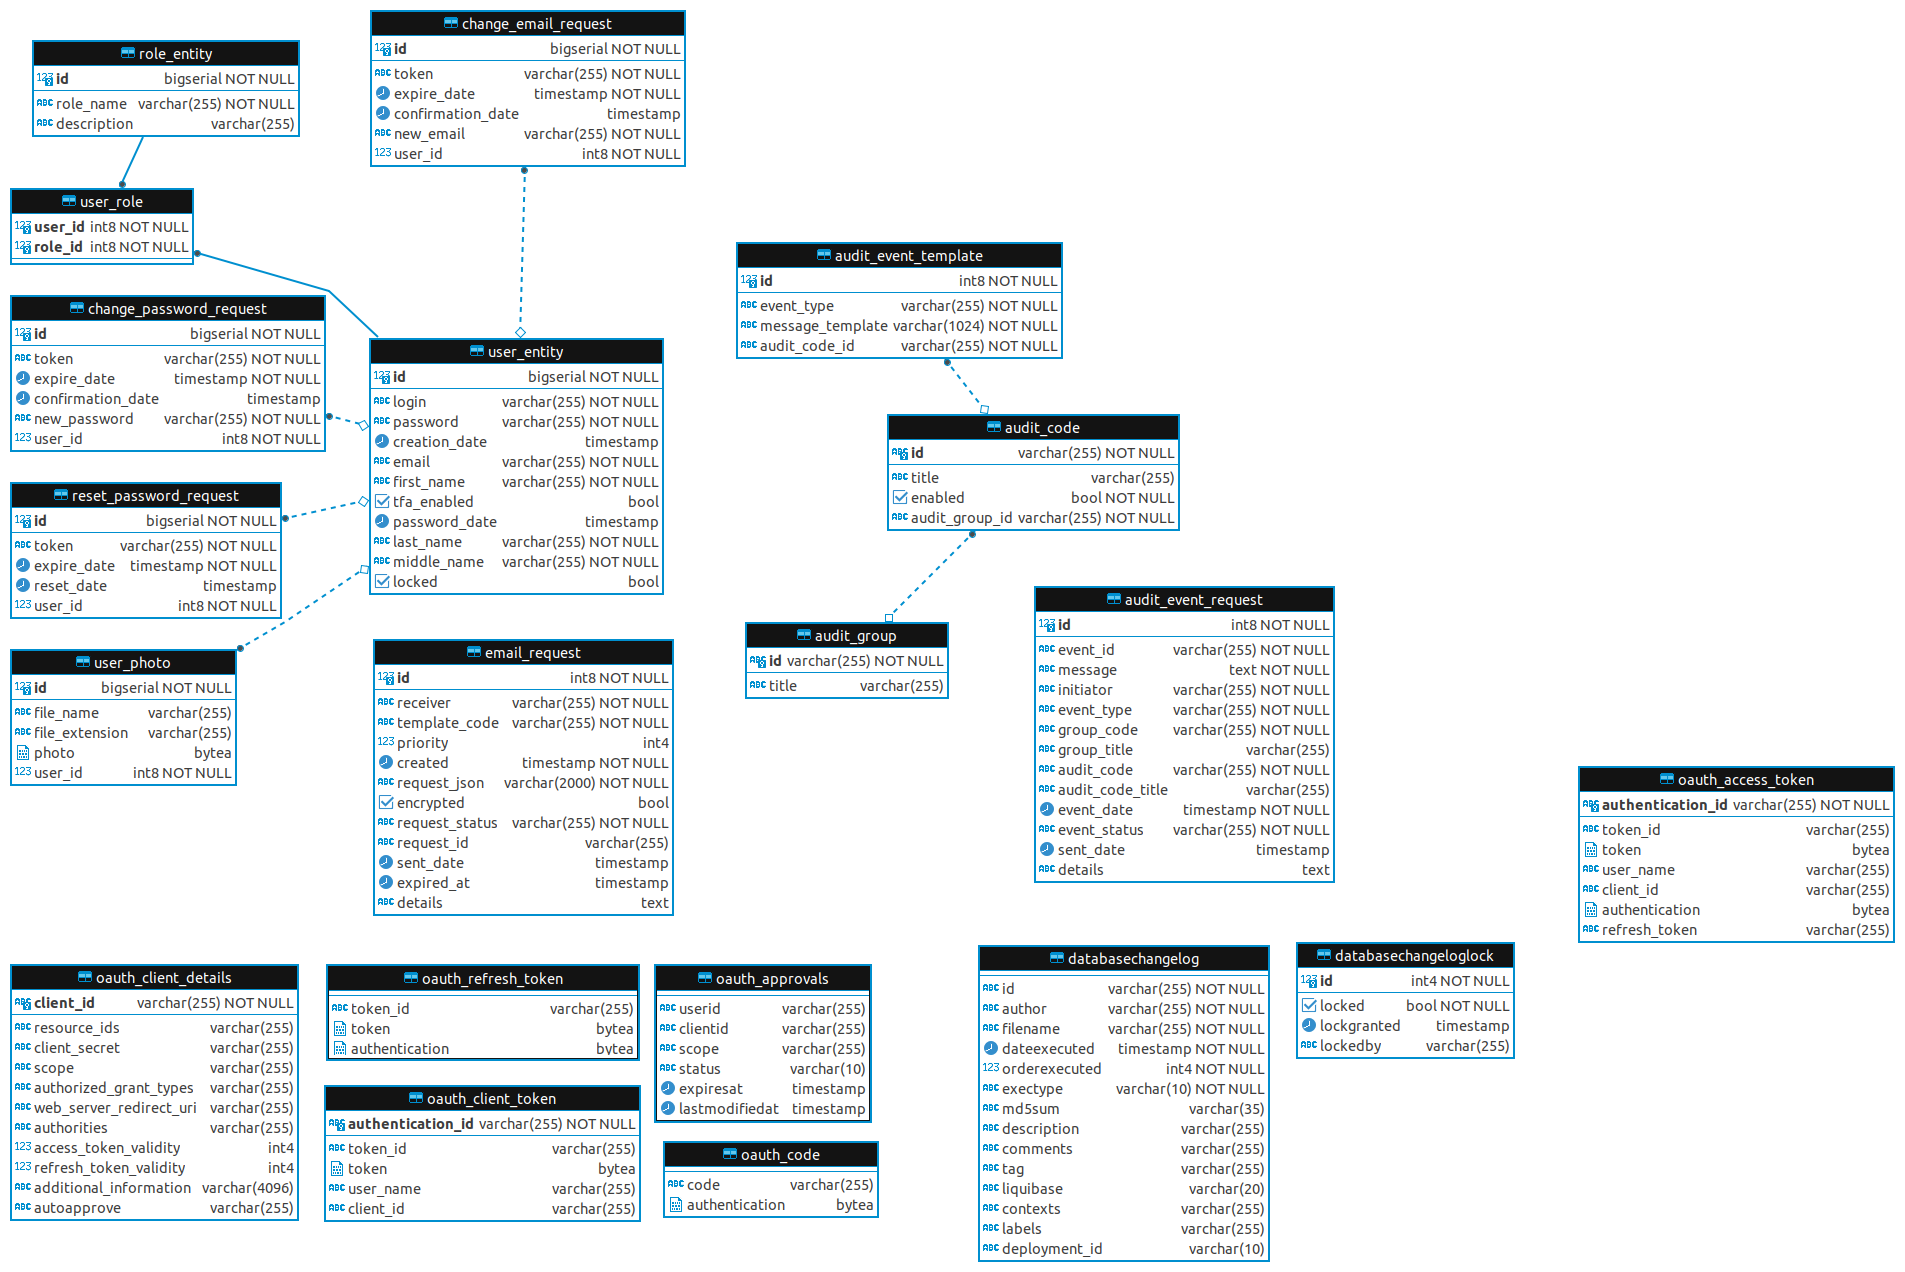 role_entity
id bigserial NOT NULL
role_name varchar(255) NOT NULL
description varchar(255)
change_email_request
id bigserial NOT NULL
token varchar(255) NOT NULL
expire_date timestamp NOT NULL
confirmation_date timestamp
new_email varchar(255) NOT NULL
user_id int8 NOT NULL
user_role
user_id int8 NOT NULL
role_id int8 NOT NULL
change_password_request
id bigserial NOT NULL
token varchar(255) NOT NULL
expire_date timestamp NOT NULL
confirmation_date timestamp
new_password varchar(255) NOT NULL
user_id int8 NOT NULL
user_entity
id bigserial NOT NULL
login varchar(255) NOT NULL
password varchar(255) NOT NULL
creation_date timestamp
email varchar(255) NOT NULL
first_name varchar(255) NOT NULL
tfa_enabled bool
password_date timestamp
last_name varchar(255) NOT NULL
middle_name varchar(255) NOT NULL
locked bool
audit_event_template
id int8 NOT NULL
event_type varchar(255) NOT NULL
message_template varchar(1024) NOT NULL
audit_code_id varchar(255) NOT NULL
audit_code
id varchar(255) NOT NULL
title varchar(255)
enabled bool NOT NULL
audit_group_id varchar(255) NOT NULL
reset_password_request
id bigserial NOT NULL
token varchar(255) NOT NULL
expire_date timestamp NOT NULL
reset_date timestamp
user_id int8 NOT NULL
user_photo
id bigserial NOT NULL
file_name varchar(255)
file_extension varchar(255)
photo bytea
user_id int8 NOT NULL
email_request
id int8 NOT NULL
receiver varchar(255) NOT NULL
template_code varchar(255) NOT NULL
priority int4
created timestamp NOT NULL
request_json varchar(2000) NOT NULL
encrypted bool
request_status varchar(255) NOT NULL
request_id varchar(255)
sent_date timestamp
expired_at timestamp
details text
audit_group
id varchar(255) NOT NULL
title varchar(255)
audit_event_request
id int8 NOT NULL
event_id varchar(255) NOT NULL
message text NOT NULL
initiator varchar(255) NOT NULL
event_type varchar(255) NOT NULL
group_code varchar(255) NOT NULL
group_title varchar(255)
audit_code varchar(255) NOT NULL
audit_code_title varchar(255)
event_date timestamp NOT NULL
event_status varchar(255) NOT NULL
sent_date timestamp
details text
oauth_access_token
authentication_id varchar(255) NOT NULL
token_id varchar(255)
token bytea
user_name varchar(255)
client_id varchar(255)
authentication bytea
refresh_token varchar(255)
oauth_client_details
client_id varchar(255) NOT NULL
resource_ids varchar(255)
client_secret varchar(255)
scope varchar(255)
authorized_grant_types varchar(255)
web_server_redirect_uri varchar(255)
authorities varchar(255)
access_token_validity int4
refresh_token_validity int4
additional_information varchar(4096)
autoapprove varchar(255)
oauth_refresh_token
token_id varchar(255)
token bytea
authentication bytea
oauth_client_token
authentication_id varchar(255) NOT NULL
token_id varchar(255)
token bytea
user_name varchar(255)
client_id varchar(255)
oauth_approvals
userid varchar(255)
clientid varchar(255)
scope varchar(255)
status varchar(10)
expiresat timestamp
lastmodifiedat timestamp
oauth_code
code varchar(255)
authentication bytea
databasechangelog
id varchar(255) NOT NULL
author varchar(255) NOT NULL
filename varchar(255) NOT NULL
dateexecuted timestamp NOT NULL
orderexecuted int4 NOT NULL
exectype varchar(10) NOT NULL
md5sum varchar(35)
description varchar(255)
comments varchar(255)
tag varchar(255)
liquibase varchar(20)
contexts varchar(255)
labels varchar(255)
deployment_id varchar(10)
databasechangeloglock
id int4 NOT NULL
locked bool NOT NULL
lockgranted timestamp
lockedby varchar(255)